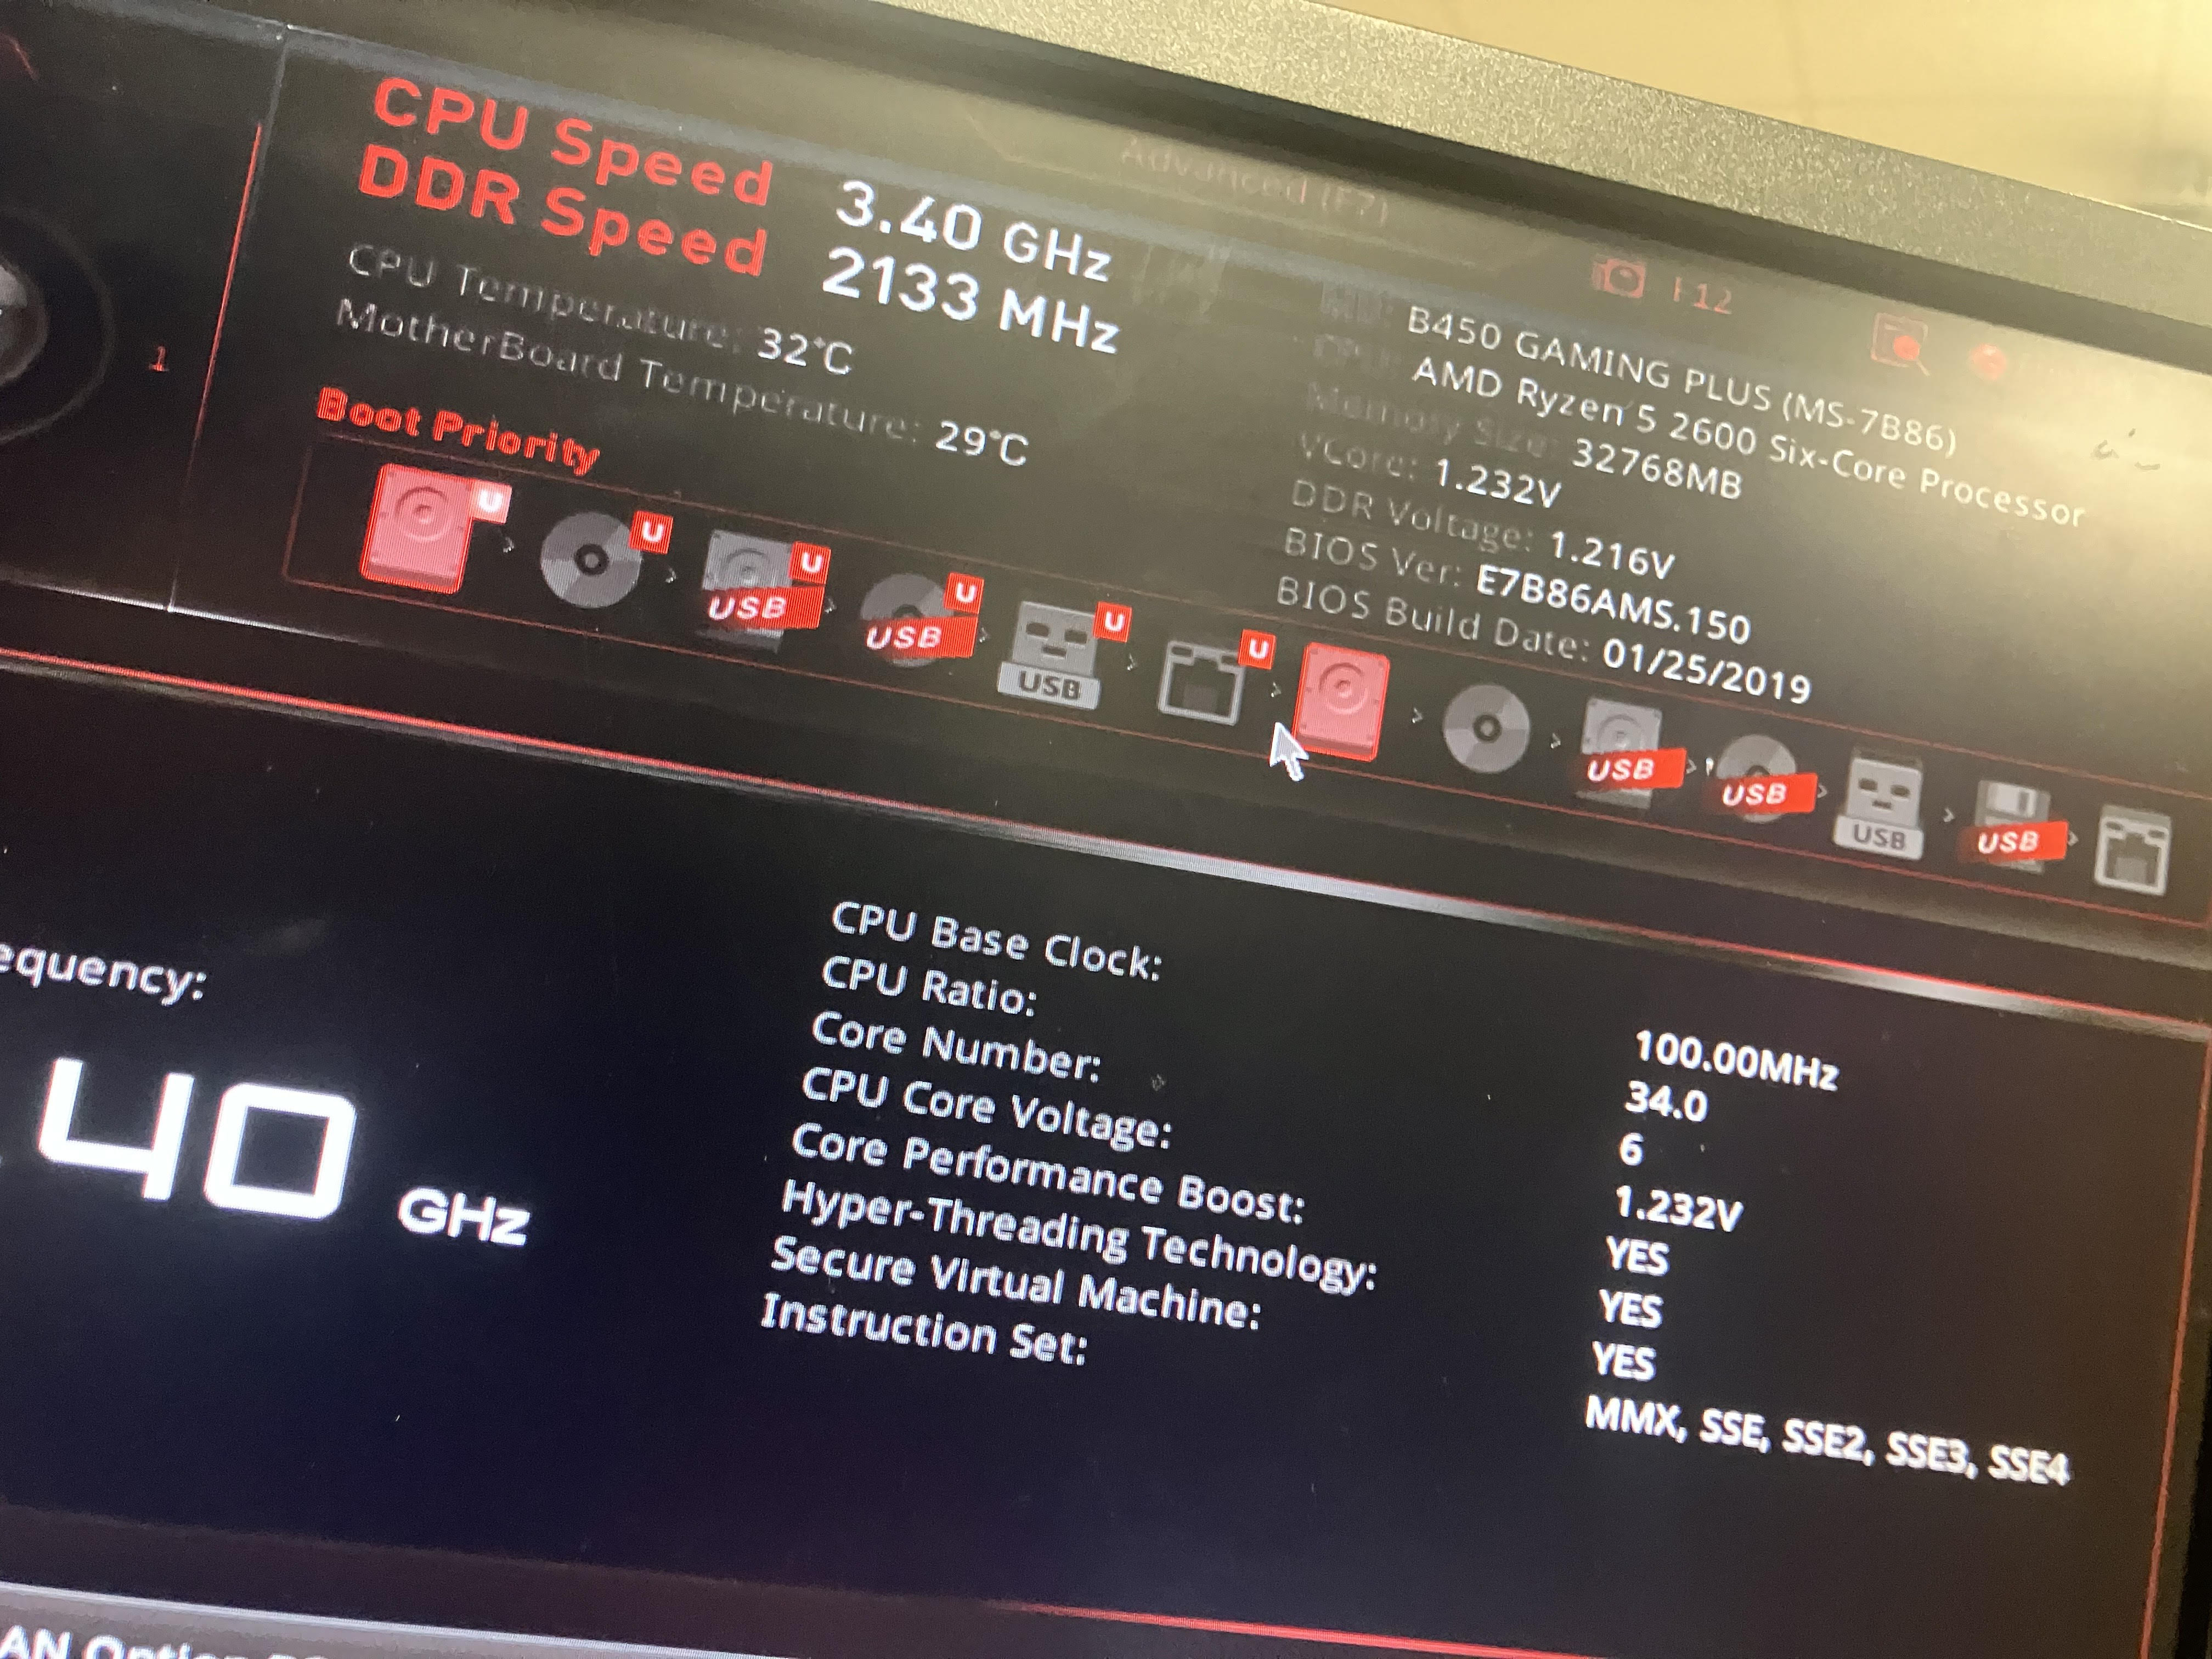 CPU Speed 3.40 GHz
DDR Speed 2133 MHz
CPU Temperature: 32°C
MotherBoard Temperature: 29°C
Advanced (F7)
F12
B450 GAMING PLUS (MS-7B86)
CPU: AMD Ryzen 5 2600 Six-Core Processor
Memory Size: 32768MB
VCore: 1.232V
DDR Voltage: 1.216V
BIOS Ver: E7B86AMS.150
BIOS Build Date: 01/25/2019
1
Boot Priority
U U U USB U USB U USB U USB USB USB USB
equency:
40 GHz
CPU Base Clock: 100.00MHz
CPU Ratio: 34.0
Core Number: 6
CPU Core Voltage: 1.232V
Core Performance Boost: YES
Hyper-Threading Technology: YES
Secure Virtual Machine: YES
Instruction Set: MMX, SSE, SSE2, SSE3, SSE4
AN Option